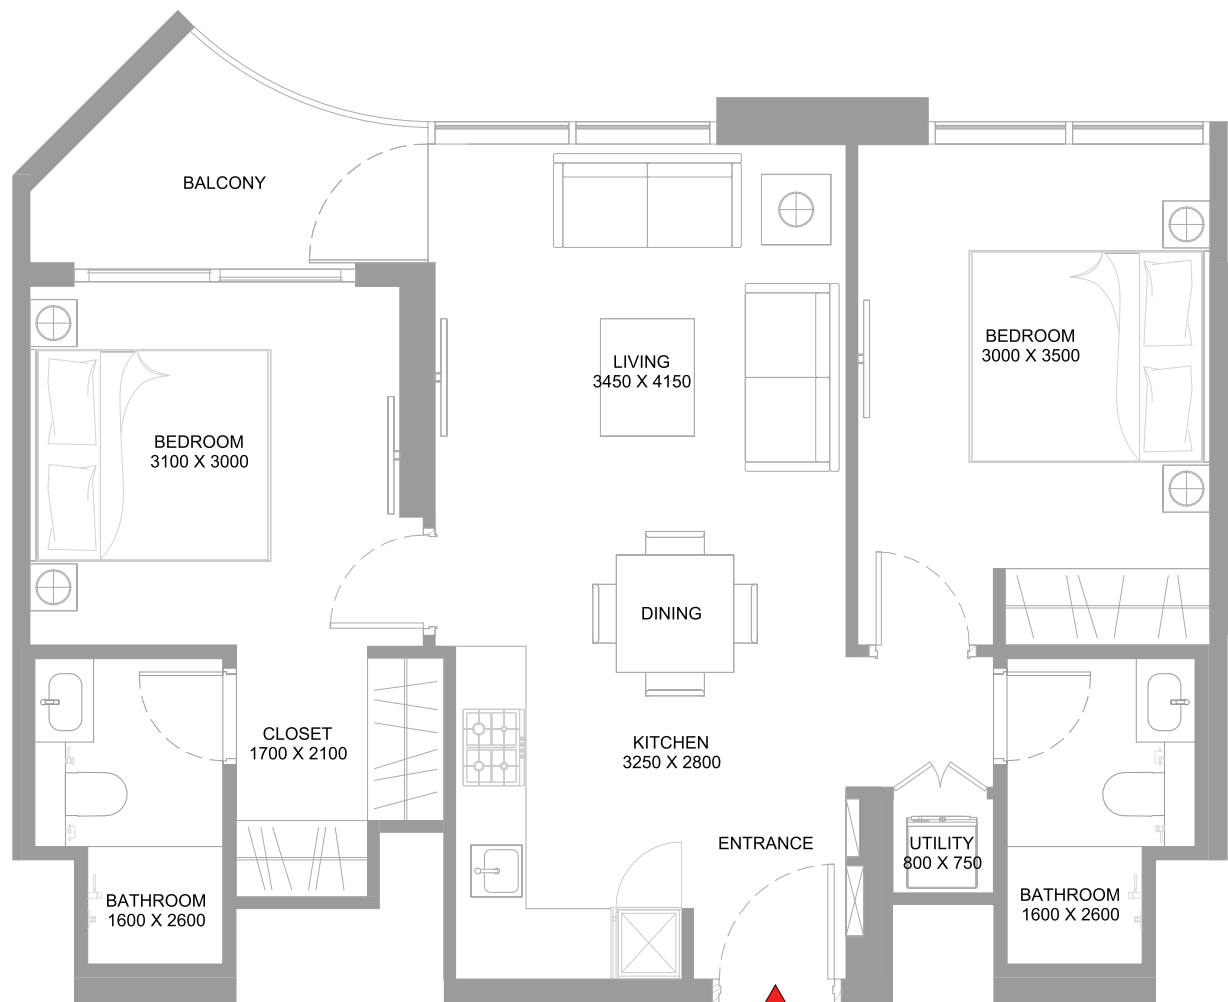 BALCONY
LIVING
3450 X 4150
BEDROOM
3000 X 3500
BEDROOM
3100 X 3000
DINING
CLOSET
1700 X 2100
KITCHEN
3250 X 2800
ENTRANCE
UTILITY
800 X 750
BATHROOM
1600 X 2600
BATHROOM
1600 X 2600